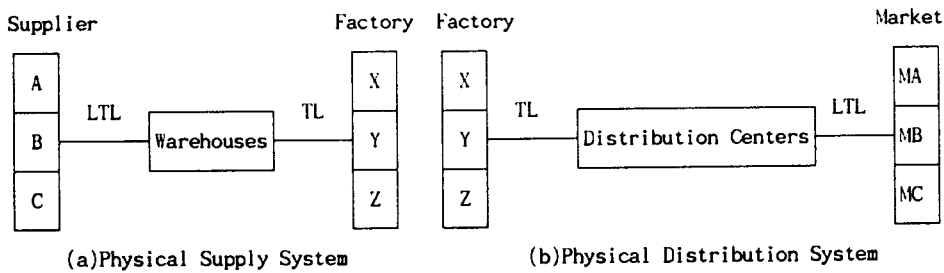 Supplier Factory Factory Market
A X X MA
LTL TL TL LTL
B Warehouses Y Y Distribution Centers MB
C Z Z MC
(a)Physical Supply System (b)Physical Distribution System